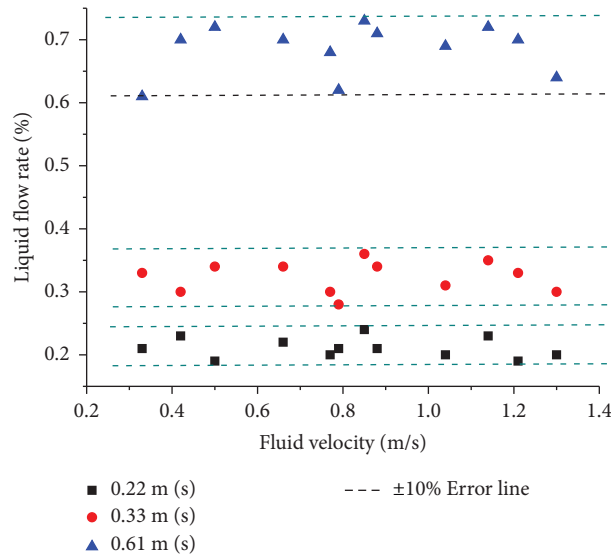 0.7
0.6
0.5
0.4
0.3
0.2
Liquid flow rate (%)
0.2 0.4 0.6 0.8 1.0 1.2 1.4
Fluid velocity (m/s)
0.22 m (s)
0.33 m (s)
0.61 m (s)
±10% Error line